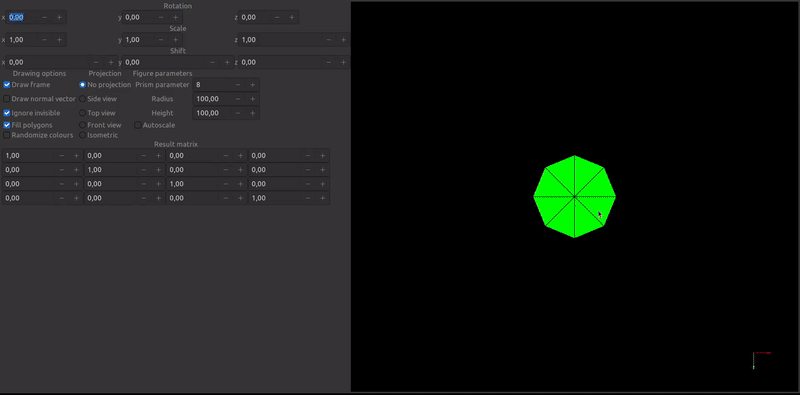 Rotation
x 0,00 − + y 0,00 − + z 0,00 − +
Scale
x 1,00 − + y 1,00 − + z 1,00 − +
Shift
x 0,00 − + y 0,00 − + z 0,00 − +
Drawing options Projection Figure parameters
Draw frame No projection Prism parameter 8 − +
Draw normal vector Side view Radius 100,00 − +
Ignore invisible Top view Height 100,00 − +
Fill polygons Front view Autoscale
Randomize colours Isometric
Result matrix
1,00 − + 0,00 − + 0,00 − + 0,00 − +
0,00 − + 1,00 − + 0,00 − + 0,00 − +
0,00 − + 0,00 − + 1,00 − + 0,00 − +
0,00 − + 0,00 − + 0,00 − + 1,00 − +